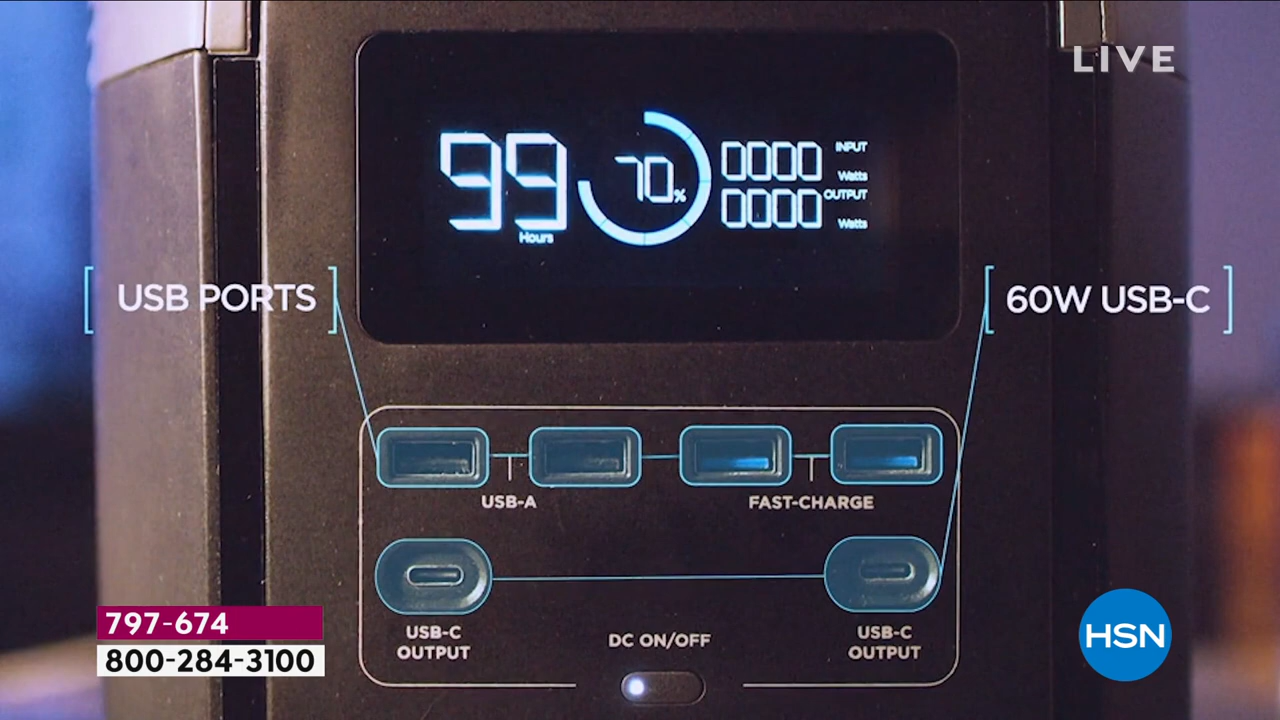 LIVE
99
Hours
70%
0000
INPUT
Watts
0000
OUTPUT
Watts
USB PORTS
60W USB-C
USB-A
FAST-CHARGE
USB-C
OUTPUT
DC ON/OFF
USB-C
OUTPUT
797-674
800-284-3100
HSN